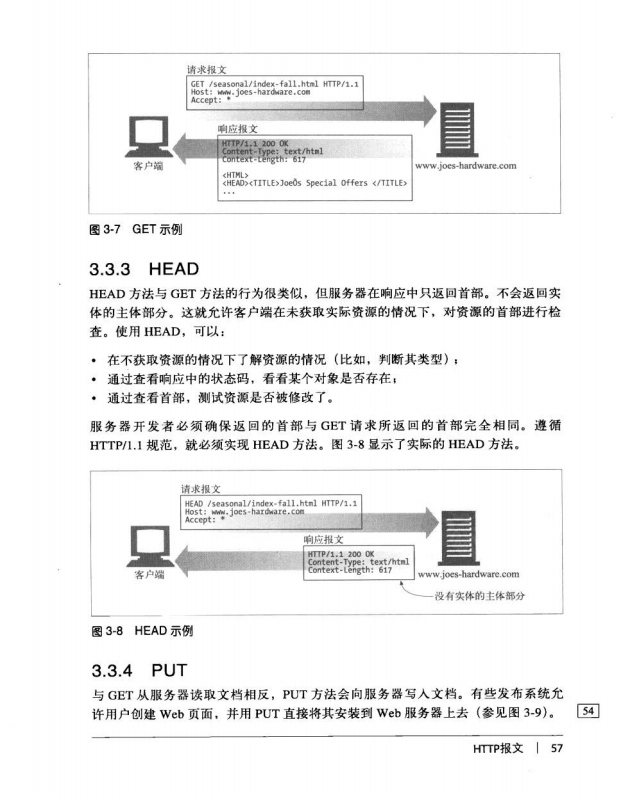 请求报文
GET /seasonal/index-fall.html HTTP/1.1
Host: www.joes-hardware.com
Accept: *
响应报文
HTTP/1.1 200 OK
Content-Type: text/html
Context-Length: 617
<HTML>
<HEAD><TITLE>JoeÕs Special Offers </TITLE>
...
客户端
www.joes-hardware.com
图 3-7 GET 示例
3.3.3 HEAD
HEAD 方法与 GET 方法的行为很类似，但服务器在响应中只返回首部。不会返回实
体的主体部分。这就允许客户端在未获取实际资源的情况下，对资源的首部进行检
查。使用 HEAD，可以：
• 在不获取资源的情况下了解资源的情况（比如，判断其类型）；
• 通过查看响应中的状态码，看看某个对象是否存在；
• 通过查看首部，测试资源是否被修改了。
服务器开发者必须确保返回的首部与 GET 请求所返回的首部完全相同。遵循
HTTP/1.1 规范，就必须实现 HEAD 方法。图 3-8 显示了实际的 HEAD 方法。
请求报文
HEAD /seasonal/index-fall.html HTTP/1.1
Host: www.joes-hardware.com
Accept: *
响应报文
HTTP/1.1 200 OK
Content-Type: text/html
Context-Length: 617
客户端
www.joes-hardware.com
没有实体的主体部分
图 3-8 HEAD 示例
3.3.4 PUT
与 GET 从服务器读取文档相反，PUT 方法会向服务器写入文档。有些发布系统允
许用户创建 Web 页面，并用 PUT 直接将其安装到 Web 服务器上去（参见图 3-9）。
54
HTTP报文 | 57